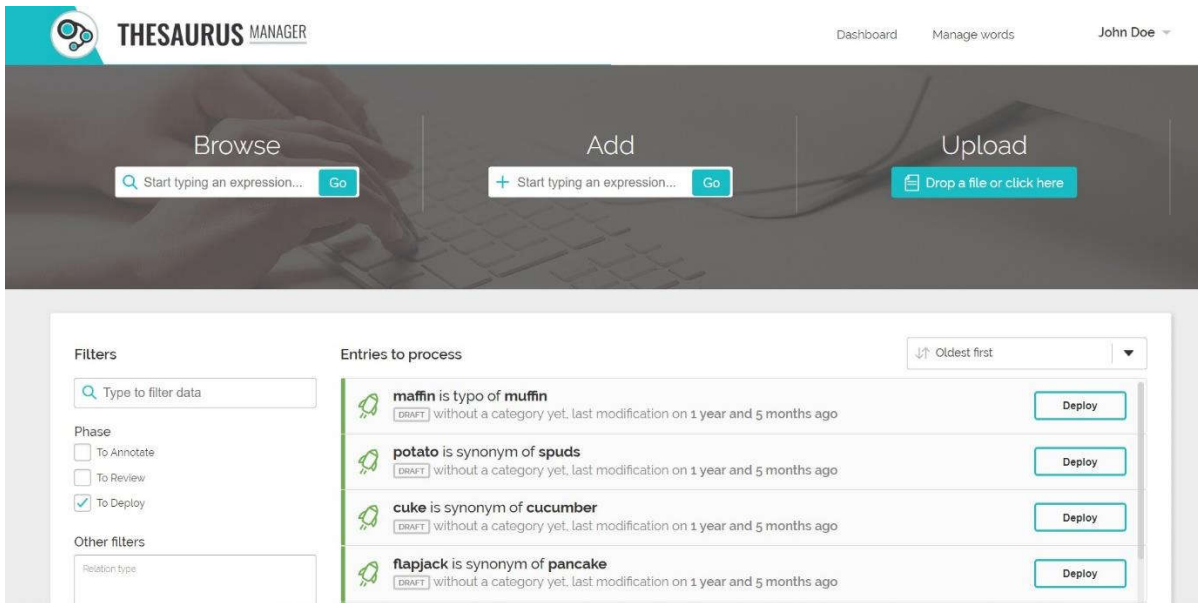 THESAURUS MANAGER
Dashboard Manage words John Doe
Browse
Start typing an expression... Go
Add
Start typing an expression... Go
Upload
Drop a file or click here
Filters
Type to filter data
Phase
To Annotate
To Review
To Deploy
Other filters
Relation type
Entries to process
Oldest first
maffin is typo of muffin
DRAFT without a category yet, last modification on 1 year and 5 months ago
Deploy
potato is synonym of spuds
DRAFT without a category yet, last modification on 1 year and 5 months ago
Deploy
cuke is synonym of cucumber
DRAFT without a category yet, last modification on 1 year and 5 months ago
Deploy
flapjack is synonym of pancake
DRAFT without a category yet, last modification on 1 year and 5 months ago
Deploy